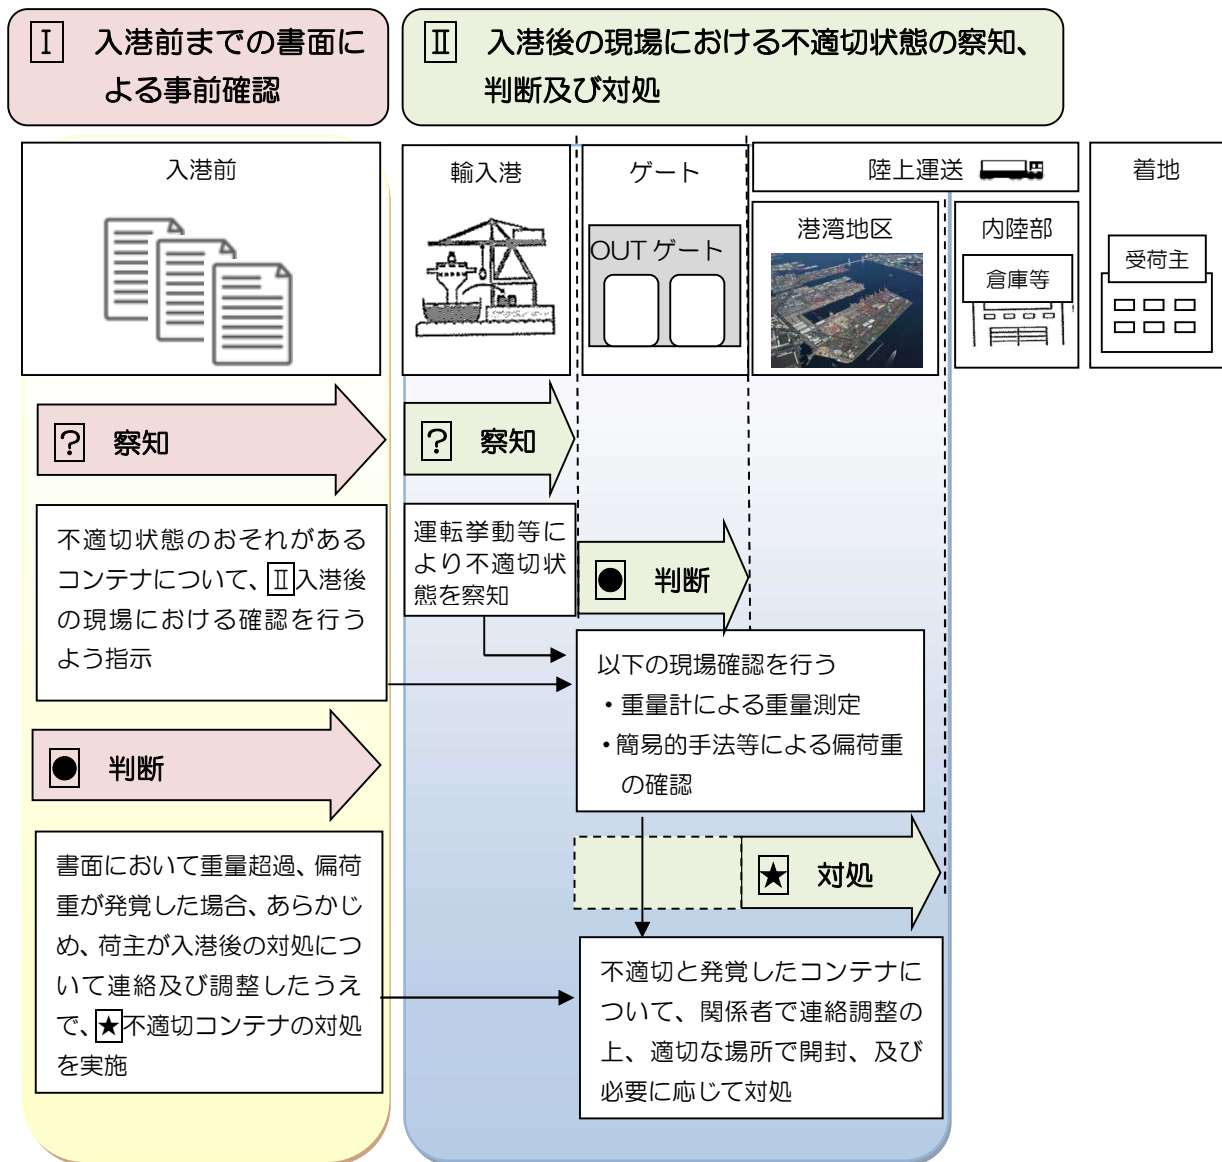 Ⅰ 入港前までの書面に
よる事前確認
Ⅱ 入港後の現場における不適切状態の察知、
判断及び対処
入港前
輸入港
ゲート
OUT ゲート
陸上運送
港湾地区
内陸部
倉庫等
着地
受荷主
? 察知
不適切状態のおそれがある
コンテナについて、Ⅱ入港後
の現場における確認を行う
よう指示
● 判断
書面において重量超過、偏荷
重が発覚した場合、あらかじ
め、荷主が入港後の対処につ
いて連絡及び調整したうえ
で、★不適切コンテナの対処
を実施
? 察知
運転挙動等に
より不適切状
態を察知
● 判断
以下の現場確認を行う
・重量計による重量測定
・簡易的手法等による偏荷重
の確認
★ 対処
不適切と発覚したコンテナに
ついて、関係者で連絡調整の
上、適切な場所で開封、及び
必要に応じて対処